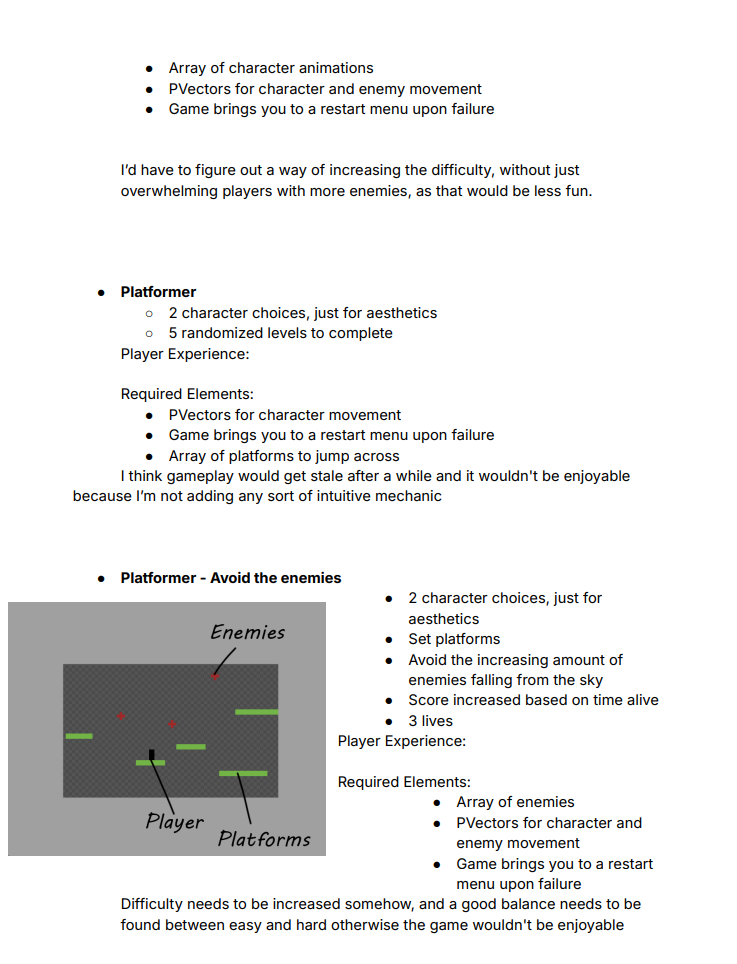 ● Array of character animations
● PVectors for character and enemy movement
● Game brings you to a restart menu upon failure
I’d have to figure out a way of increasing the difficulty, without just
overwhelming players with more enemies, as that would be less fun.
● Platformer
○ 2 character choices, just for aesthetics
○ 5 randomized levels to complete
Player Experience:
Required Elements:
● PVectors for character movement
● Game brings you to a restart menu upon failure
● Array of platforms to jump across
I think gameplay would get stale after a while and it wouldn't be enjoyable
because I’m not adding any sort of intuitive mechanic
● Platformer - Avoid the enemies
Enemies
Player
Platforms
● 2 character choices, just for
aesthetics
● Set platforms
● Avoid the increasing amount of
enemies falling from the sky
● Score increased based on time alive
● 3 lives
Player Experience:
Required Elements:
● Array of enemies
● PVectors for character and
enemy movement
● Game brings you to a restart
menu upon failure
Difficulty needs to be increased somehow, and a good balance needs to be
found between easy and hard otherwise the game wouldn't be enjoyable